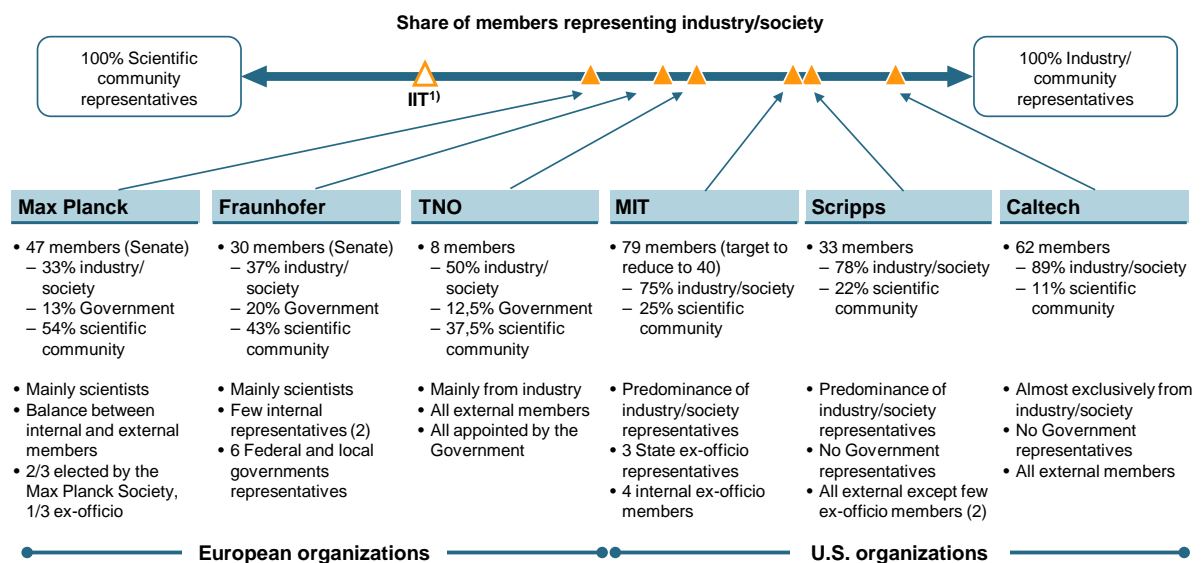 Share of members representing industry/society
100% Scientific
community
representatives
100% Industry/
community
representatives
IIT1)
Max Planck
• 47 members (Senate)
– 33% industry/
society
– 13% Government
– 54% scientific
community
• Mainly scientists
• Balance between
internal and external
members
• 2/3 elected by the
Max Planck Society,
1/3 ex-officio
Fraunhofer
• 30 members (Senate)
– 37% industry/
society
– 20% Government
– 43% scientific
community
• Mainly scientists
• Few internal
representatives (2)
• 6 Federal and local
governments
representatives
TNO
• 8 members
– 50% industry/
society
– 12,5% Government
– 37,5% scientific
community
• Mainly from industry
• All external members
• All appointed by the
Government
MIT
• 79 members (target to
reduce to 40)
– 75% industry/society
– 25% scientific
community
• Predominance of
industry/society
representatives
• 3 State ex-officio
representatives
• 4 internal ex-officio
members
Scripps
• 33 members
– 78% industry/society
– 22% scientific
community
• Predominance of
industry/society
representatives
• No Government
representatives
• All external except few
ex-officio members (2)
Caltech
• 62 members
– 89% industry/society
– 11% scientific
community
• Almost exclusively from
industry/society
• No Government
representatives
• All external members
European organizations
U.S. organizations